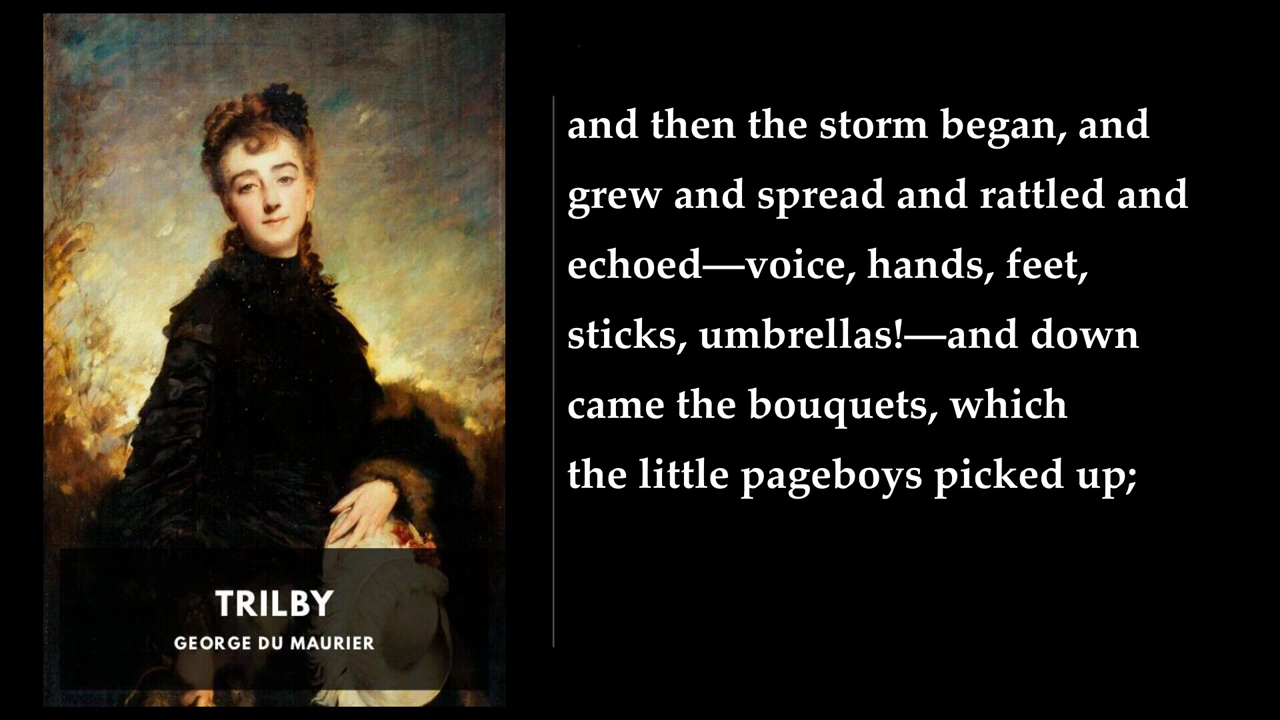 TRILBY
GEORGE DU MAURIER
and then the storm began, and
grew and spread and rattled and
echoed—voice, hands, feet,
sticks, umbrellas!—and down
came the bouquets, which
the little pageboys picked up;